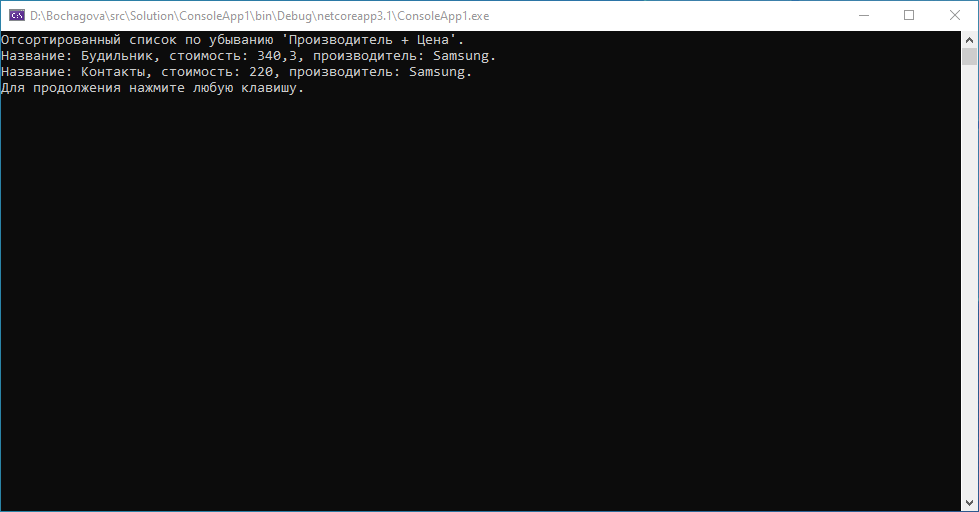 D:\Bochagova\src\Solution\ConsoleApp1\bin\Debug\netcoreapp3.1\ConsoleApp1.exe
Отсортированный список по убыванию 'Производитель + Цена'.
Название: Будильник, стоимость: 340,3, производитель: Samsung.
Название: Контакты, стоимость: 220, производитель: Samsung.
Для продолжения нажмите любую клавишу.